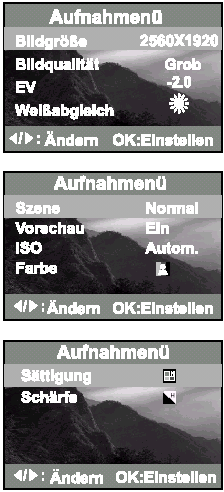 Aufnahmenü
Bildgröße 2560X1920
Bildqualität Grob
EV -2.0
Weißabgleich
◀/▶: Ändern OK:Einstellen
Aufnahmenü
Szene Normal
Vorschau Ein
ISO Autom.
Farbe
◀/▶: Ändern OK:Einstellen
Aufnahmenü
Sättigung
Schärfe
◀/▶: Ändern OK:Einstellen